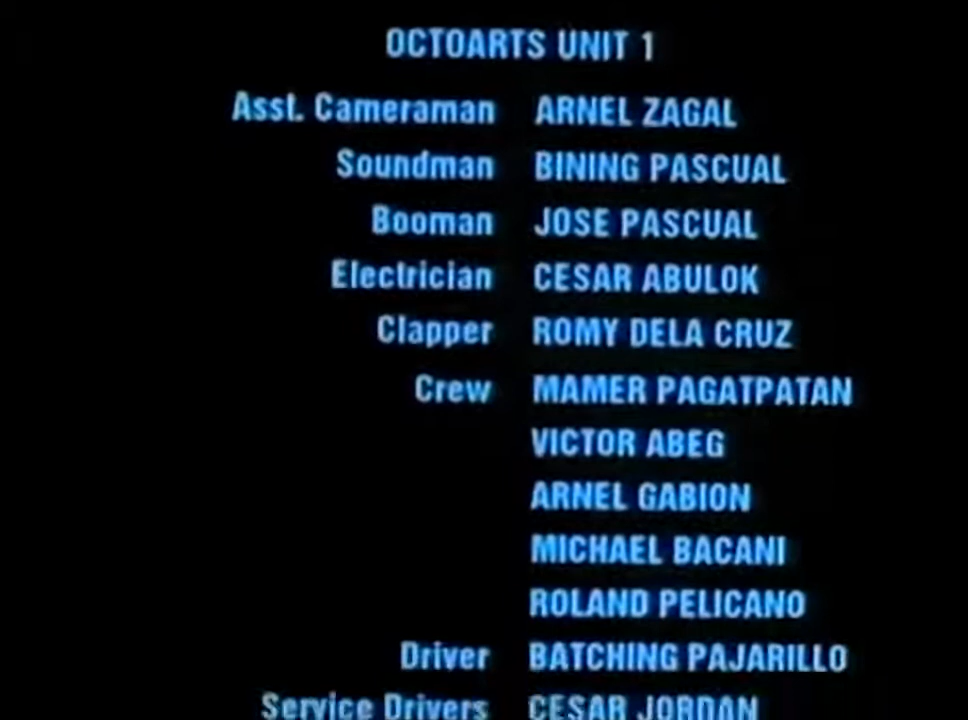 OCTOARTS UNIT 1
Asst. Cameraman ARNEL ZAGAL
Soundman BINING PASCUAL
Booman JOSE PASCUAL
Electrician CESAR ABULOK
Clapper ROMY DELA CRUZ
Crew MAMER PAGATPATAN
VICTOR ABEG
ARNEL GABION
MICHAEL BACANI
ROLAND PELICANO
Driver BATCHING PAJARILLO
Service Drivers CESAR JORDAN